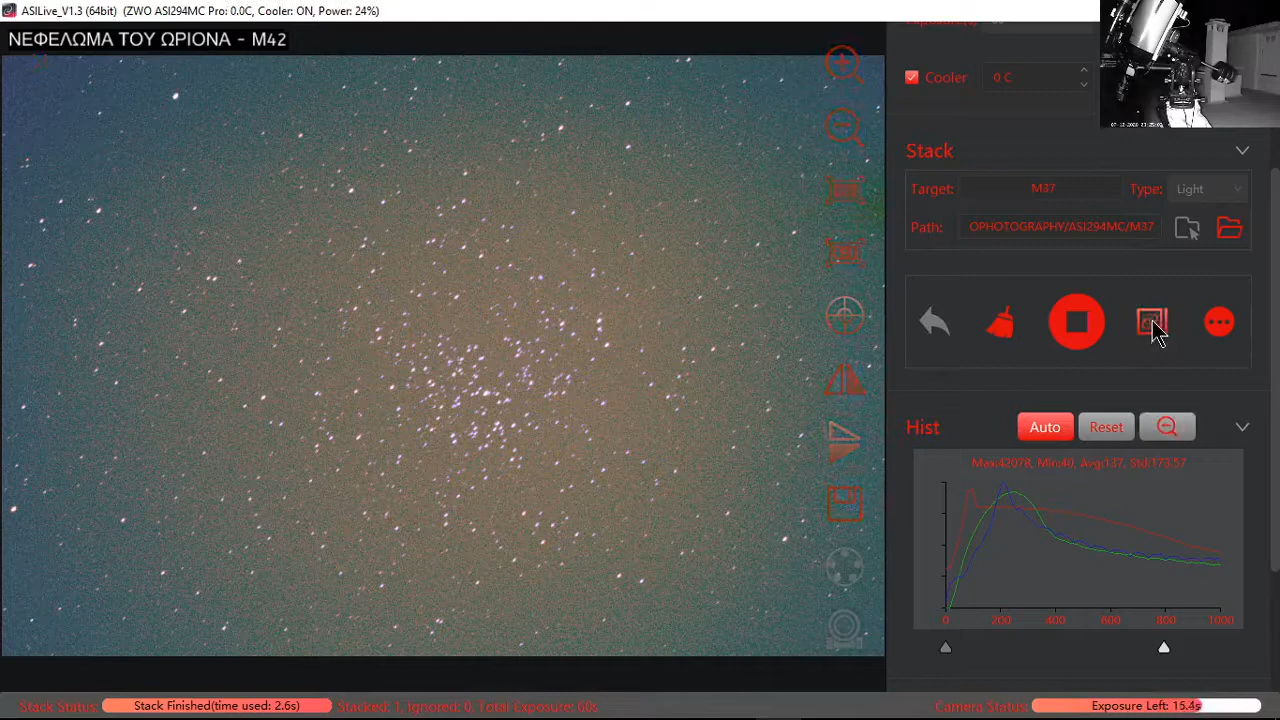 ASILive_V1.3 (64bit) (ZWO ASI294MC Pro: 0.0C, Cooler: ON, Power: 24%)
ΝΕΦΕΛΩΜΑ ΤΟΥ ΩΡΙΟΝΑ - M42
Cooler 0 C
Stack
Target: M37 Type: Light
Path: OPHOTOGRAPHY/ASI294MC/M37
Hist Auto Reset
Max:42078, Min:40, Avg:137, Std:173.57
0 200 400 600 800 1000
Stack Status: Stack Finished(time used: 2.6s) Stacked: 1, Ignored: 0, Total Exposure: 60s
Camera Status: Exposure Left: 15.4s